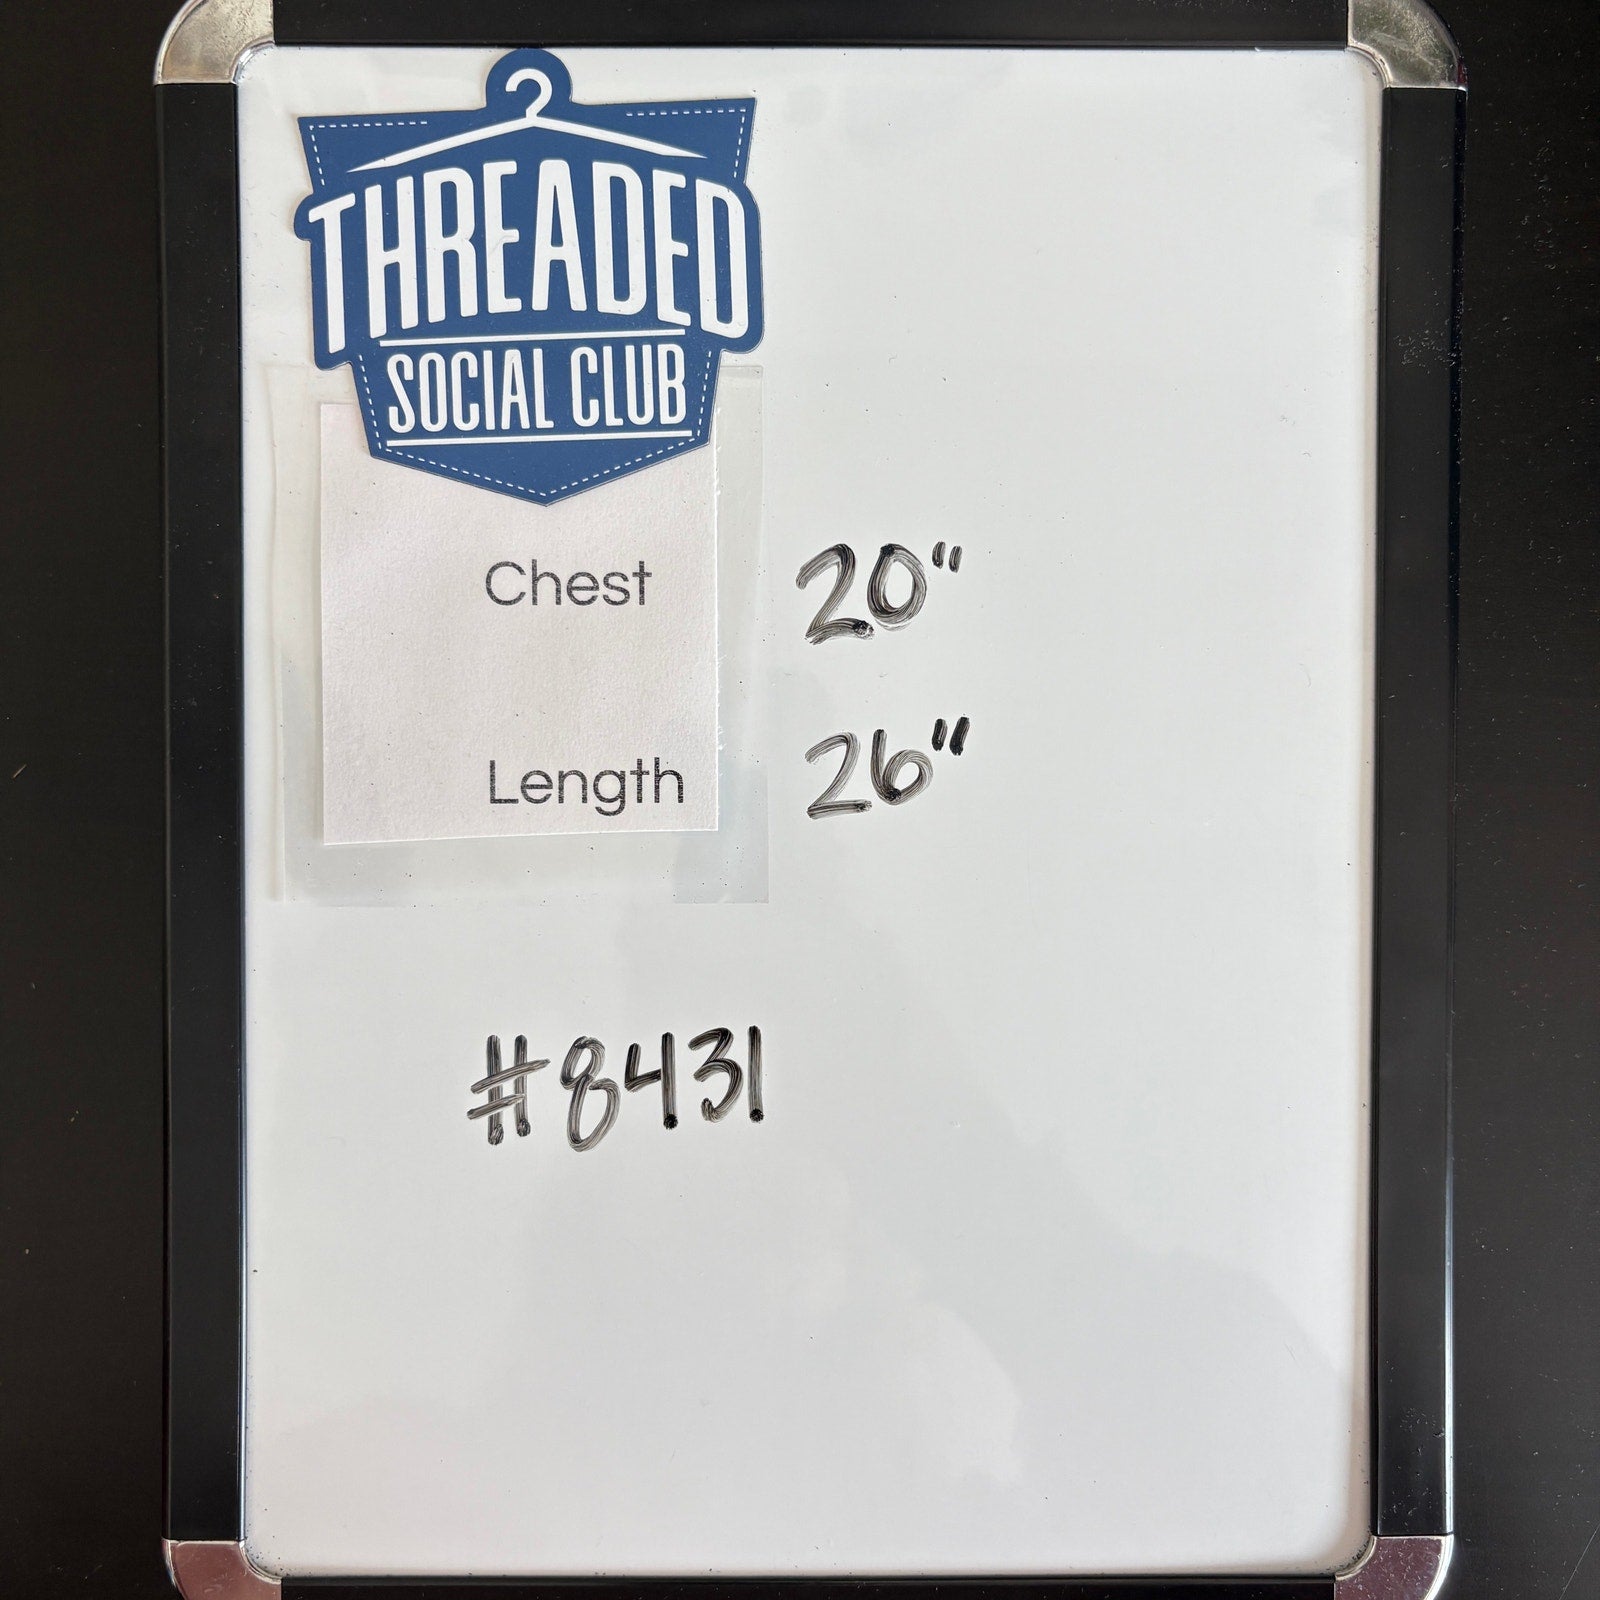 THREADED
SOCIAL CLUB
Chest 20"
Length 26"
#8431